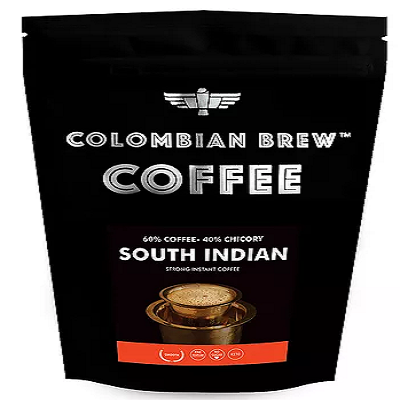 COLOMBIAN BREW™
COFFEE
60% COFFEE- 40% CHICORY
SOUTH INDIAN
STRONG INSTANT COFFEE